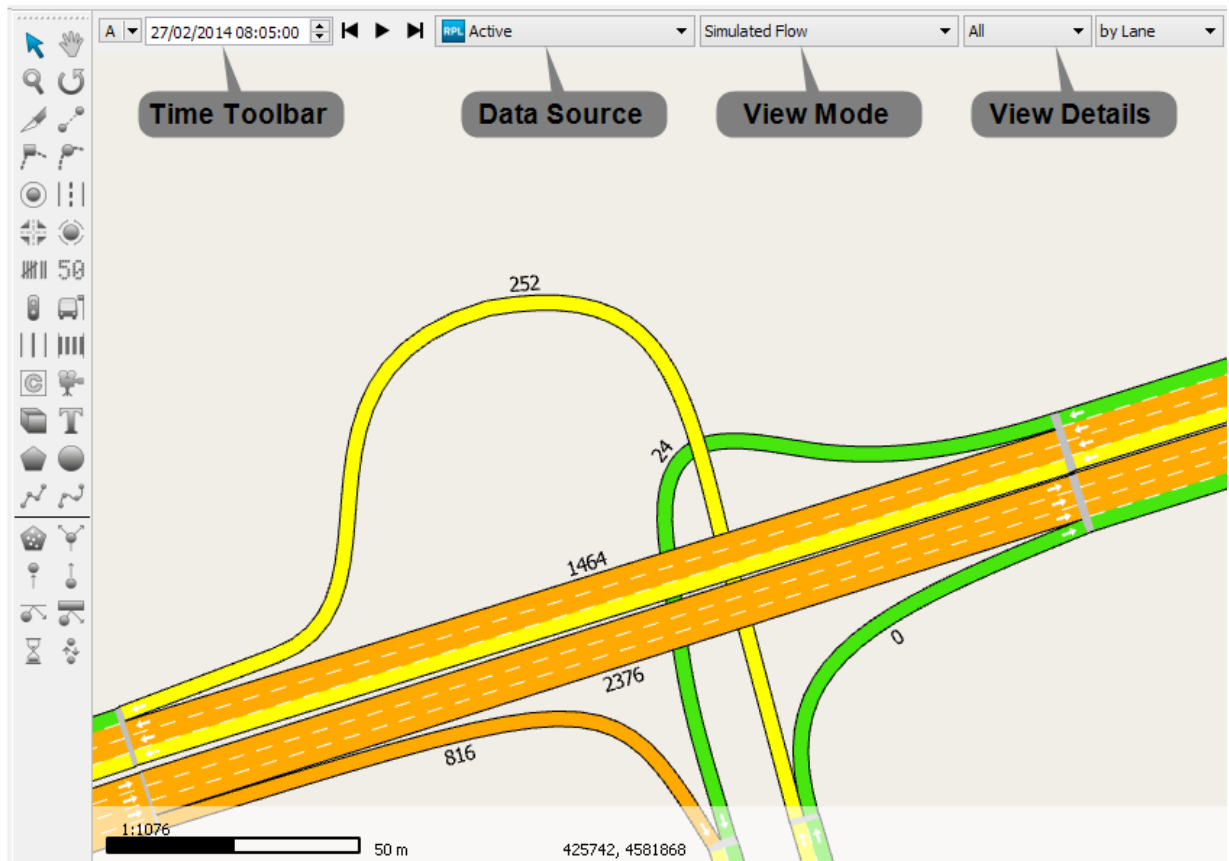 A 27/02/2014 08:05:00 RPL Active Simulated Flow All by Lane
Time Toolbar Data Source View Mode View Details
50
C
T
252
24
1464
0
2376
816
1:1076
50 m 425742, 4581868